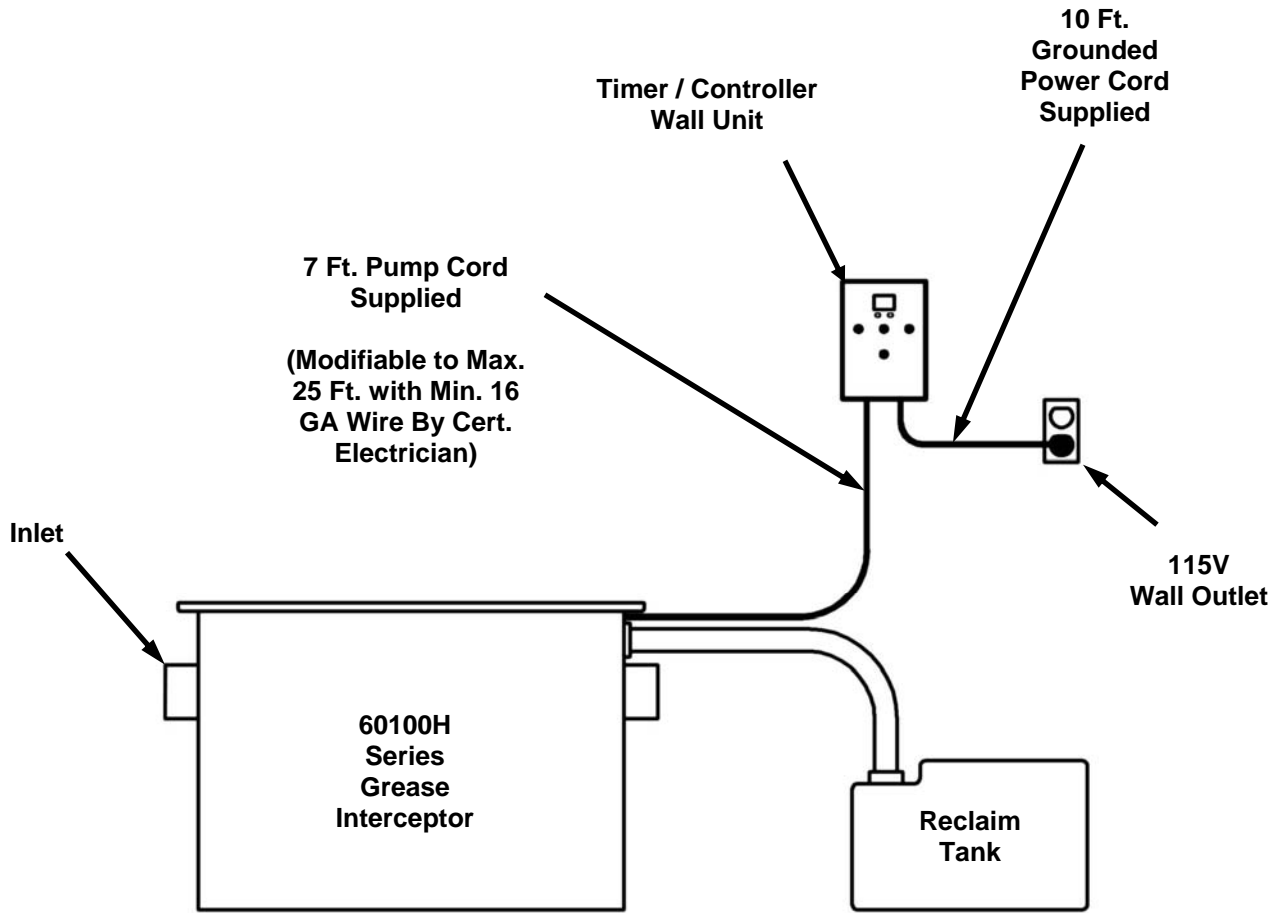 10 Ft.
Grounded
Power Cord
Supplied
Timer / Controller
Wall Unit
7 Ft. Pump Cord
Supplied
(Modifiable to Max.
25 Ft. with Min. 16
GA Wire By Cert.
Electrician)
Inlet
115V
Wall Outlet
60100H
Series
Grease
Interceptor
Reclaim
Tank